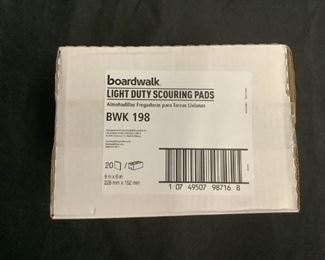 boardwalk
LIGHT DUTY SCOURING PADS
Almohadillas Fregadoras para Tareas Livianas
BWK 198
20
9 in x 6 in
228 mm x 152 mm
1 07 49507 98716 8